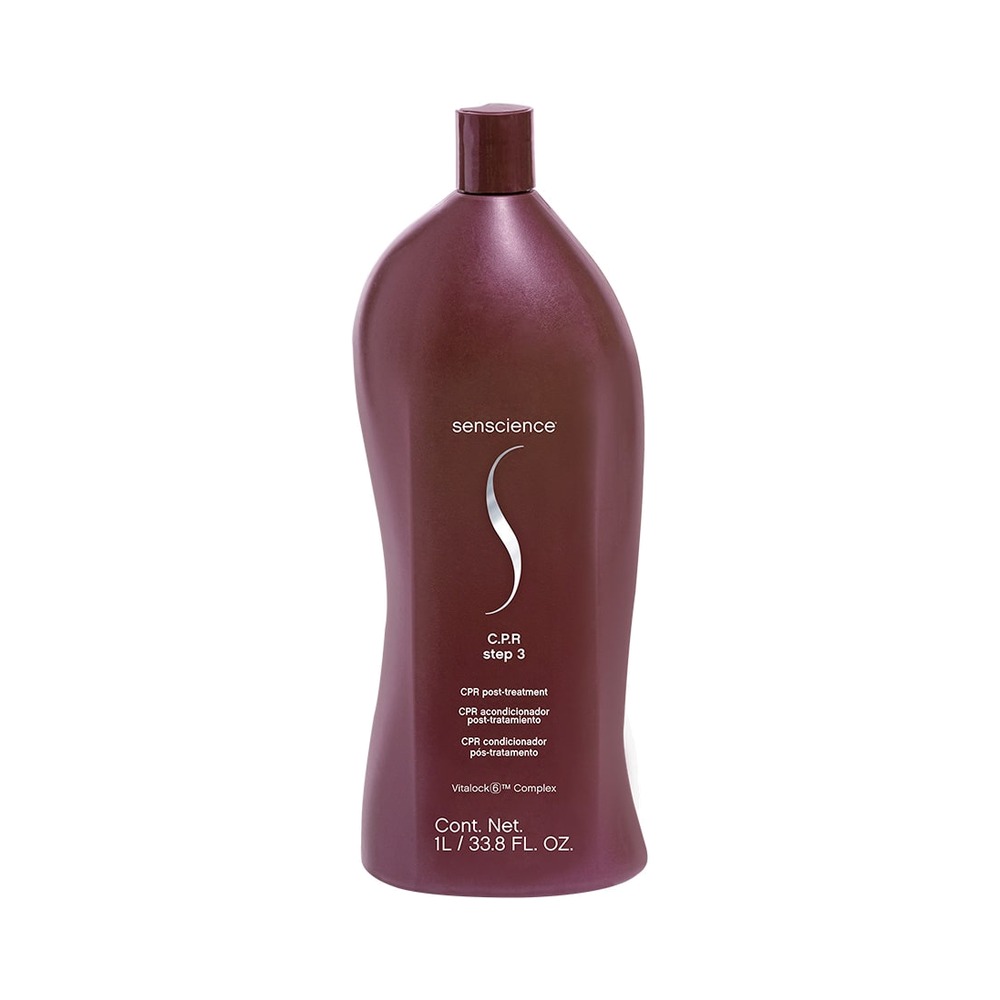 senscience
C.P.R
step 3
CPR post-treatment
CPR acondicionador
post-tratamiento
CPR condicionador
pós-tratamento
Vitalock⑥™ Complex
Cont. Net.
1L / 33.8 FL. OZ.